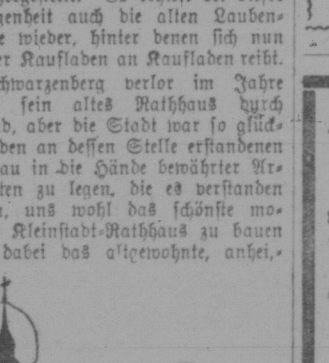 genheit auch die alten Lauben-
wieder, hinter denen sich nun
er Kaufladen an Kaufladen reiht.
chwarzenberg verlor im Jahre
sein altes Rathhaus durch
d, aber die Stadt war so glück-
den an dessen Stelle erstandenen
au in die Hände bewährter Ar-
ten zu legen, die es verstanden
n, uns wohl das schönste mo-
Kleinstadt-Rathhaus zu bauen
dabei das altgewohnte, anhei-